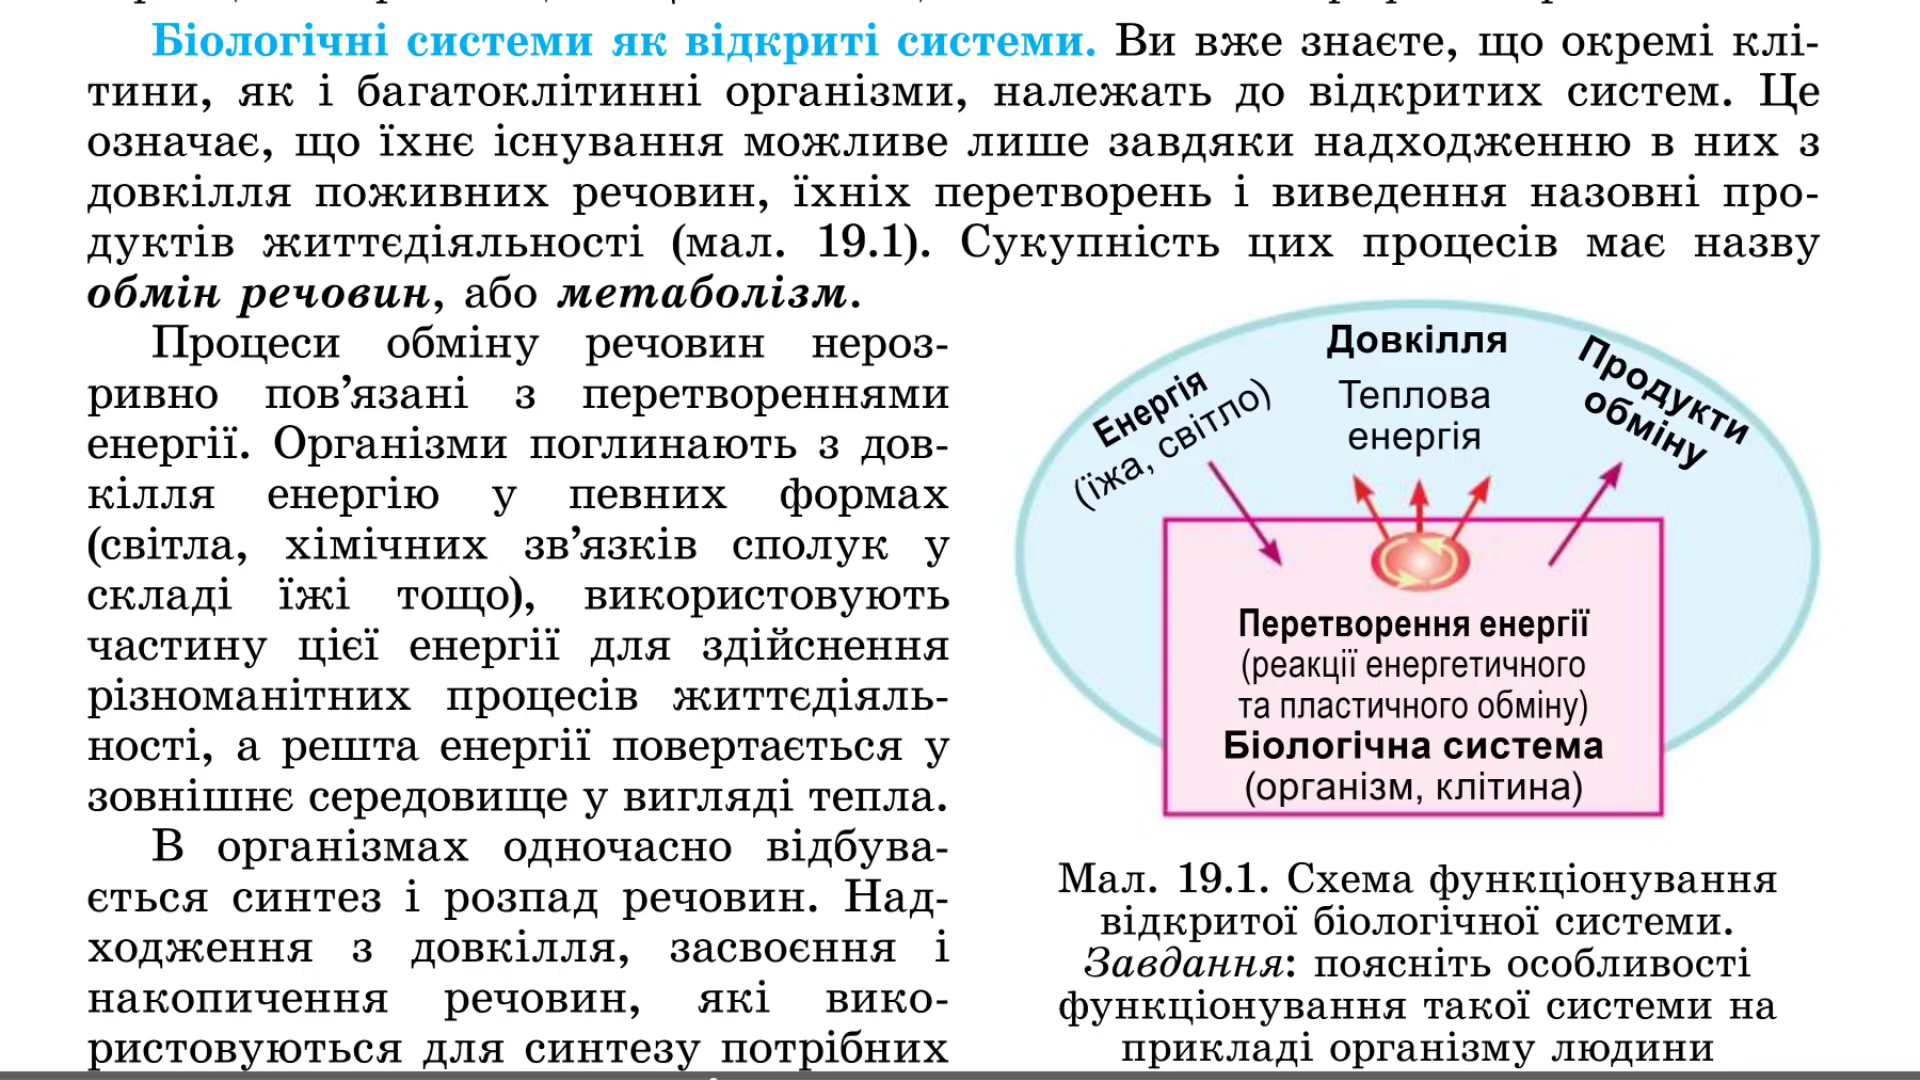 Біологічні системи як відкриті системи. Ви вже знаєте, що окремі клі-
тини, як і багатоклітинні організми, належать до відкритих систем. Це
означає, що їхнє існування можливе лише завдяки надходженню в них з
довкілля поживних речовин, їхніх перетворень і виведення назовні про-
дуктів життєдіяльності (мал. 19.1). Сукупність цих процесів має назву
обмін речовин, або метаболізм.
Процеси обміну речовин нероз-
ривно пов’язані з перетвореннями
енергії. Організми поглинають з дов-
кілля енергію у певних формах
(світла, хімічних зв’язків сполук у
складі їжі тощо), використовують
частину цієї енергії для здійснення
різноманітних процесів життєдіяль-
ності, а решта енергії повертається у
зовнішнє середовище у вигляді тепла.
В організмах одночасно відбува-
ється синтез і розпад речовин. Над-
ходження з довкілля, засвоєння і
накопичення речовин, які вико-
ристовуються для синтезу потрібних
Довкілля
Енергія
(їжа, світло)
Теплова
енергія
Продукти
обміну
Перетворення енергії
(реакції енергетичного
та пластичного обміну)
Біологічна система
(організм, клітина)
Мал. 19.1. Схема функціонування
відкритої біологічної системи.
Завдання: поясніть особливості
функціонування такої системи на
прикладі організму людини